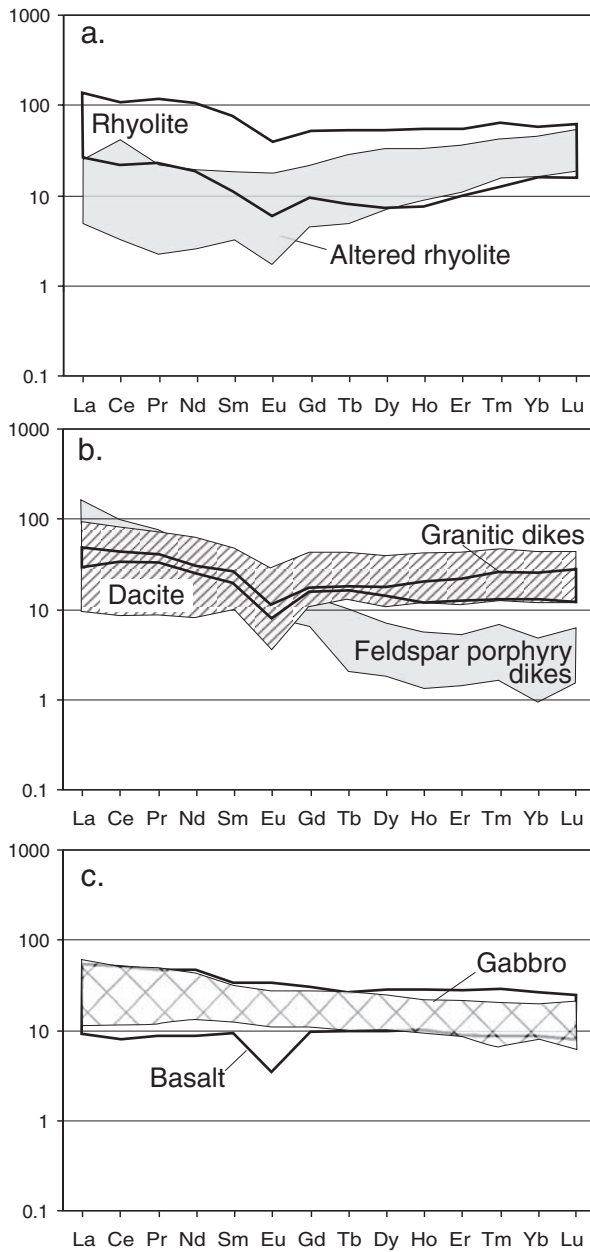 a.
1000
100
10
1
0.1
Rhyolite
Altered rhyolite
La Ce Pr Nd Sm Eu Gd Tb Dy Ho Er Tm Yb Lu
b.
1000
100
10
1
0.1
Granitic dikes
Dacite
Feldspar porphyry
dikes
La Ce Pr Nd Sm Eu Gd Tb Dy Ho Er Tm Yb Lu
c.
1000
100
10
1
0.1
Gabbro
Basalt
La Ce Pr Nd Sm Eu Gd Tb Dy Ho Er Tm Yb Lu